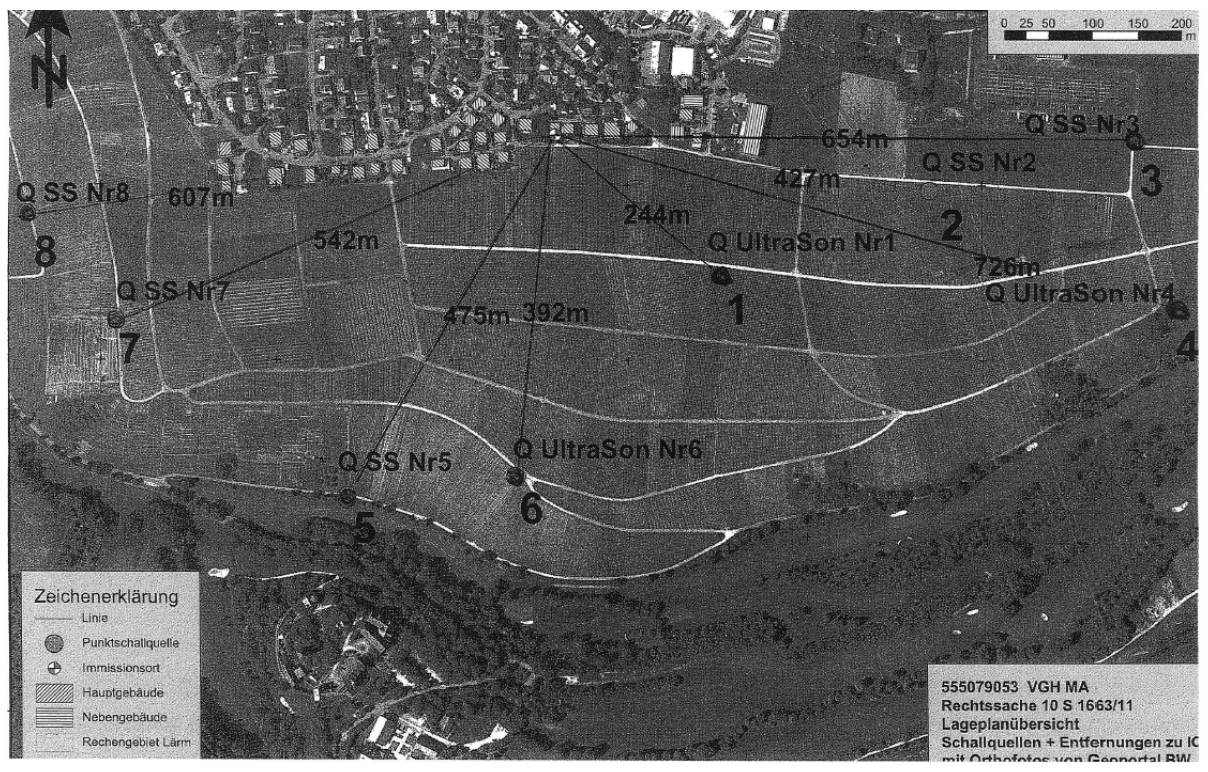 0 25 50 100 150 200
m
N
Q SS Nr3
654m
3
Q SS Nr2
427m
Q SS Nr8
607m
8
244m
2
542m
Q UltraSon Nr1
726m
Q SS Nr7
Q UltraSon Nr4
7
475m
392m
1
4
Q SS Nr5
Q UltraSon Nr6
5
6
Zeichenerklärung
Linie
Punktschallquelle
Immissionsort
Hauptgebäude
Nebengebäude
Rechengebiet Lärm
555079053 VGH MA
Rechtssache 10 S 1663/11
Lageplanübersicht
Schallquellen + Entfernungen zu IO
mit Orthofotos von Geoportal BW